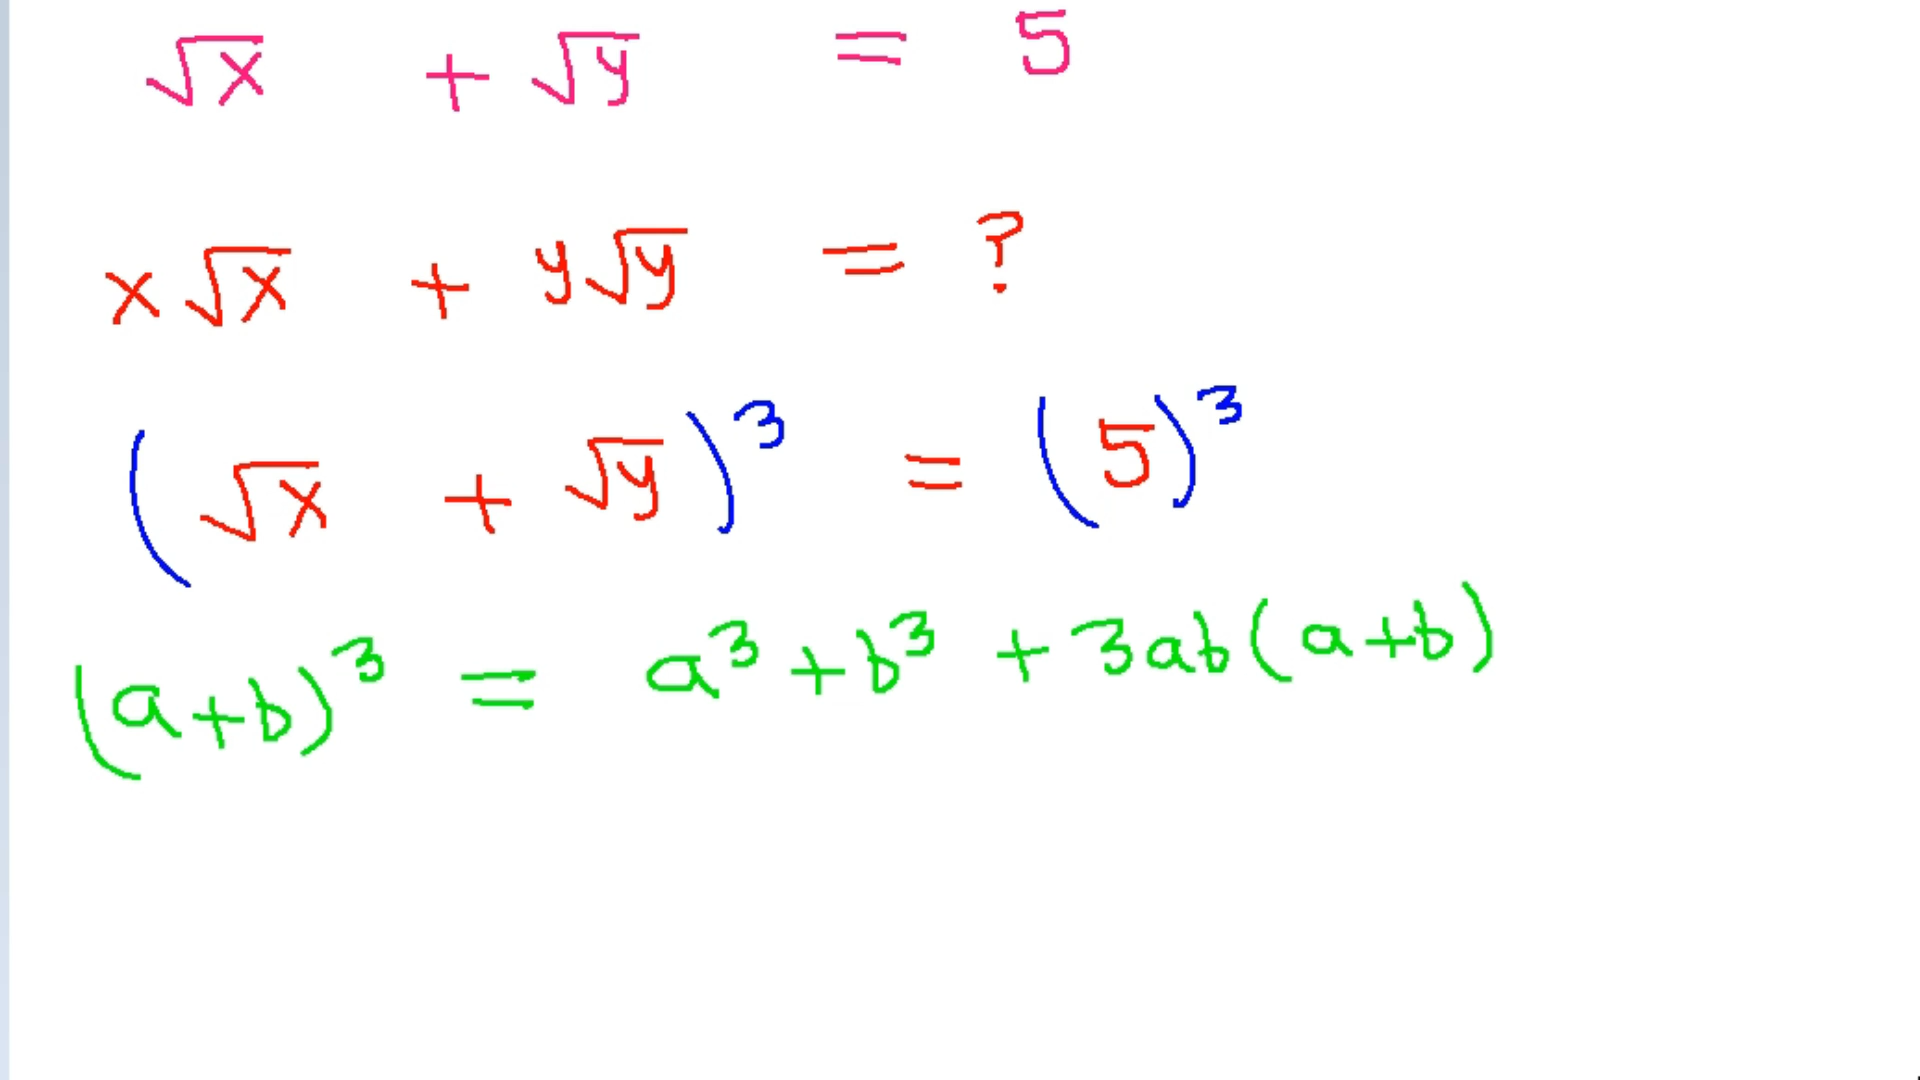 √x + √y = 5
x√x + y√y = ?
(√x + √y)³ = (5)³
(a+b)³ = a³+b³ + 3ab(a+b)